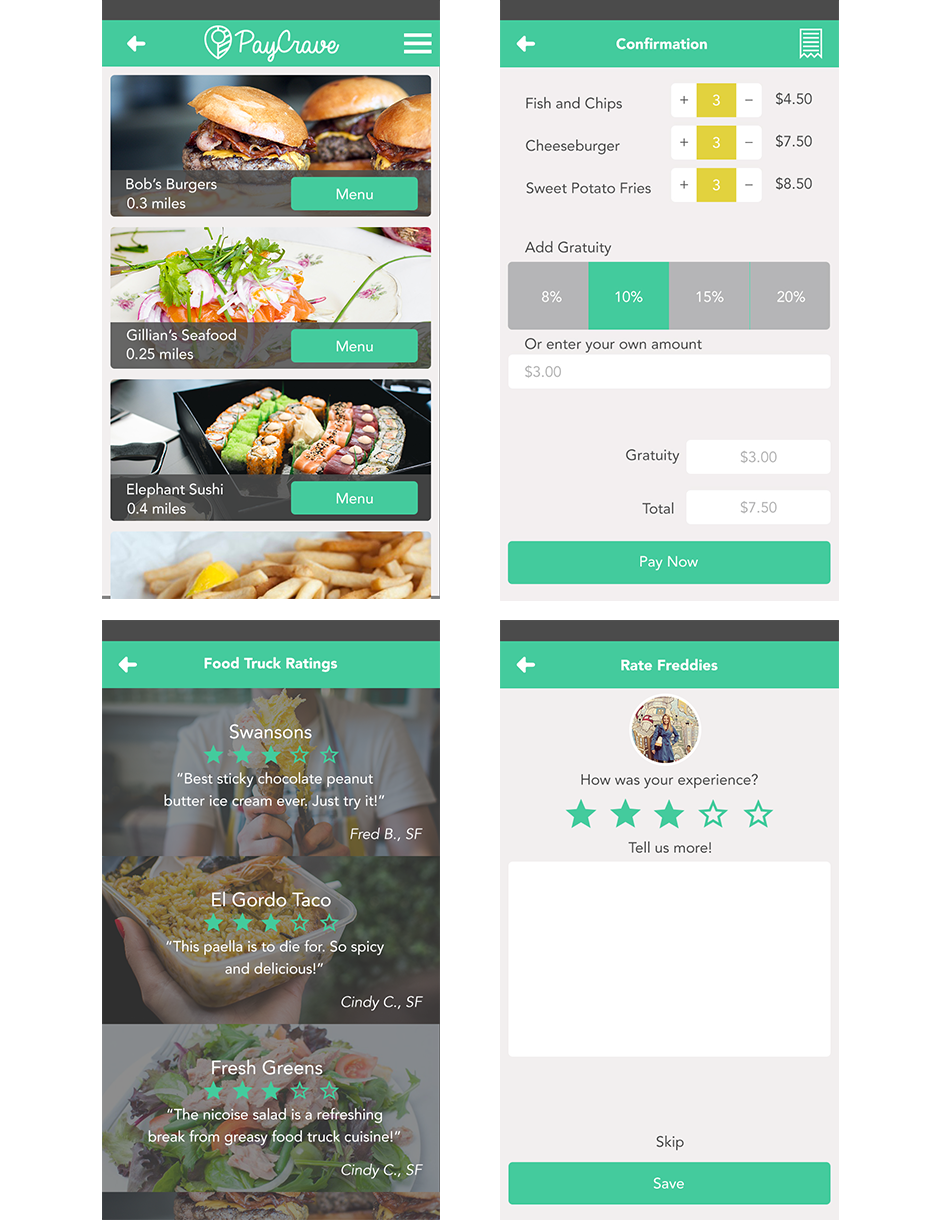 PayCrave
Bob’s Burgers
0.3 miles
Menu
Gillian’s Seafood
0.25 miles
Menu
Elephant Sushi
0.4 miles
Menu
Confirmation
Fish and Chips + 3 – $4.50
Cheeseburger + 3 – $7.50
Sweet Potato Fries + 3 – $8.50
Add Gratuity
8% 10% 15% 20%
Or enter your own amount
$3.00
Gratuity $3.00
Total $7.50
Pay Now
Food Truck Ratings
Swansons
“Best sticky chocolate peanut
butter ice cream ever. Just try it!”
Fred B., SF
El Gordo Taco
“This paella is to die for. So spicy
and delicious!”
Cindy C., SF
Fresh Greens
“The nicoise salad is a refreshing
break from greasy food truck cuisine!”
Cindy C., SF
Rate Freddies
How was your experience?
Tell us more!
Skip
Save